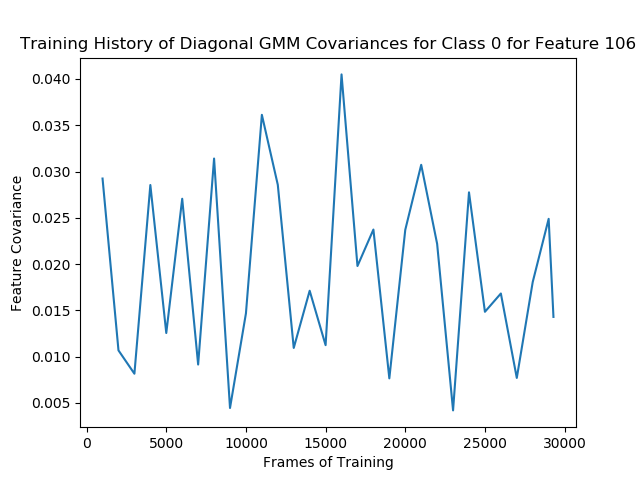 Training History of Diagonal GMM Covariances for Class 0 for Feature 106
0.040
0.035
0.030
0.025
0.020
0.015
0.010
0.005
Feature Covariance
0 5000 10000 15000 20000 25000 30000
Frames of Training